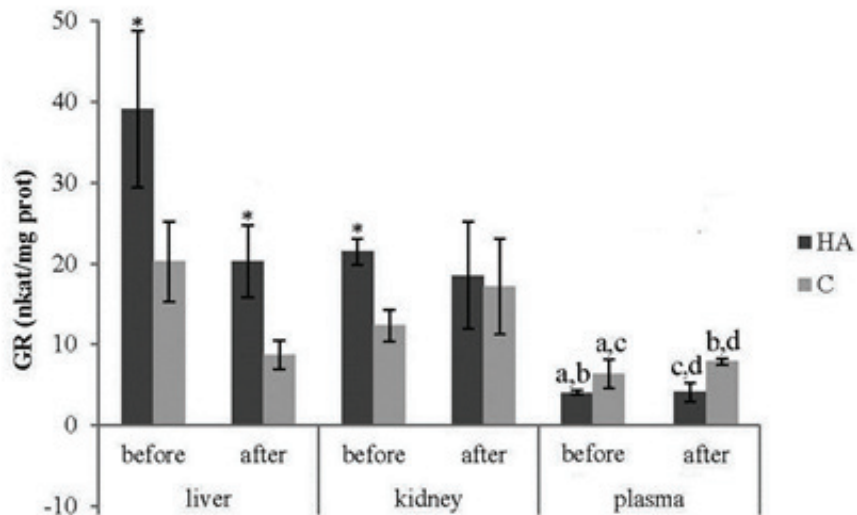 50
40
30
20
10
0
-10
GR (nkat/mg prot)
*
*
*
a,b
a,c
c,d
b,d
before
after
before
after
before
after
liver
kidney
plasma
HA
C